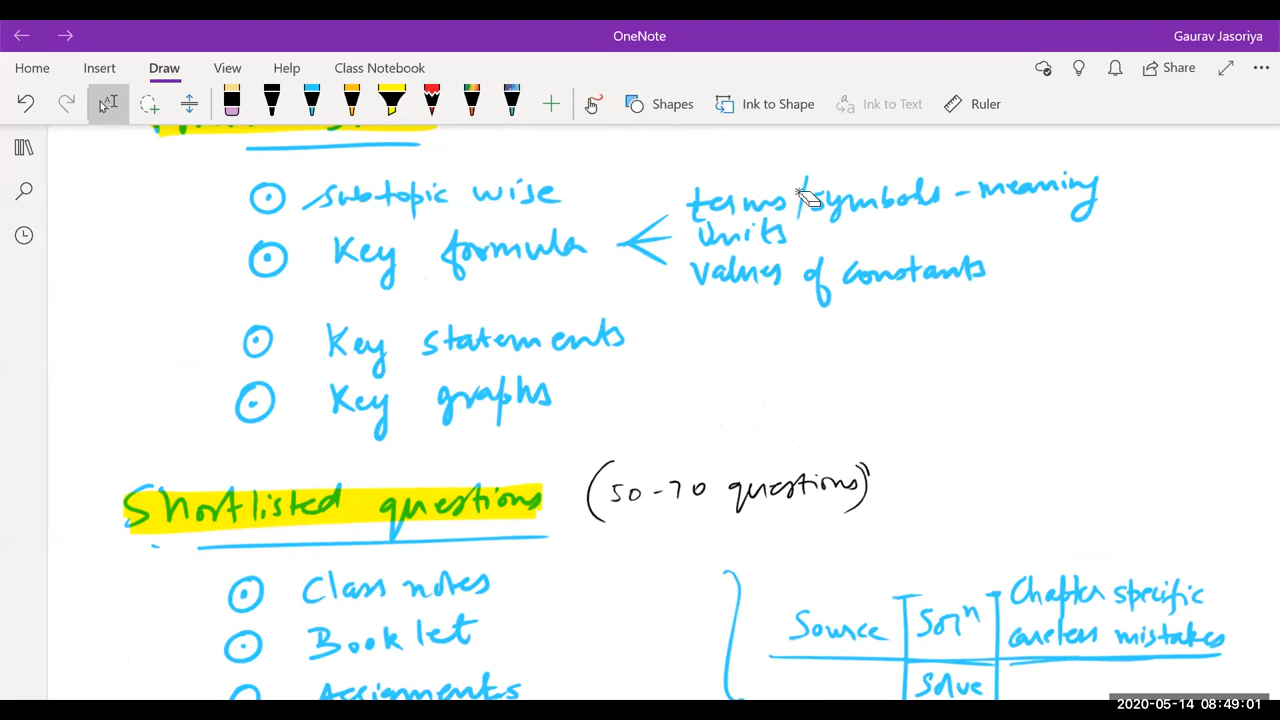 OneNote
Gaurav Jasoriya
Home Insert Draw View Help Class Notebook Share
Shapes Ink to Shape Ink to Text Ruler
subtopic wise
terms/symbols - meaning
Key formula
units
values of constants
Key statements
Key graphs
Shortlisted questions (50-70 questions)
Class notes
Booklet
Assignments
Source Solⁿ Chapter specific
careless mistakes
Solve
2020-05-14 08:49:01